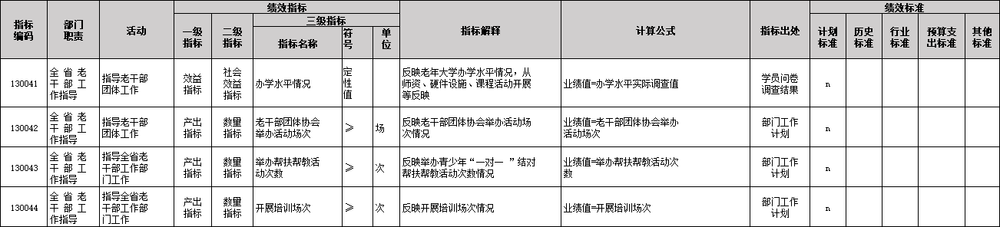 指标编码 部门职责 活动 绩效指标 指标解释 计算公式 指标出处 绩效标准
一级指标 二级指标 三级指标 计划标准 历史标准 行业标准 预算支出标准 其他标准
指标名称 符号 单位
130041 全省老干部工作指导 指导老干部团体工作 效益指标 社会效益指标 办学水平情况 定性值 反映老年大学办学水平情况，从师资、硬件设施、课程活动开展等反映 业绩值=办学水平实际调查值 学员问卷调查结果 n
130042 全省老干部工作指导 指导老干部团体工作 产出指标 数量指标 老干部团体协会举办活动场次 ≥ 场 反映老干部团体协会举办活动场次情况 业绩值=老干部团体协会举办活动场次 部门工作计划 n
130043 全省老干部工作指导 指导全省老干部工作部门工作 产出指标 数量指标 举办帮扶帮教活动次数 ≥ 次 反映举办青少年“一对一 ”结对帮扶帮教活动次数情况 业绩值=举办帮扶帮教活动次数 部门工作计划 n
130044 全省老干部工作指导 指导全省老干部工作部门工作 产出指标 数量指标 开展培训场次 ≥ 次 反映开展培训场次情况 业绩值=开展培训场次 部门工作计划 n